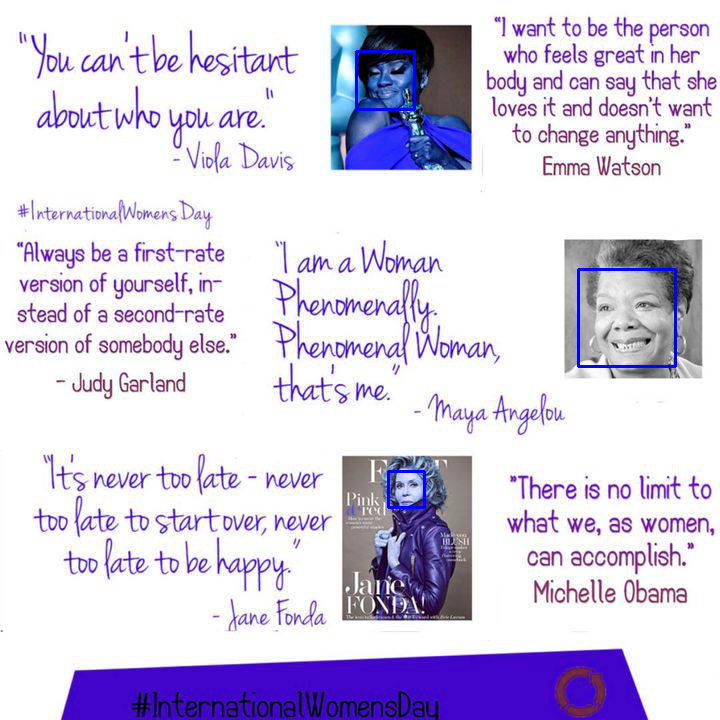 "You can't be hesitant
about who you are."
- Viola Davis
"I want to be the person
who feels great in her
body and can say that she
loves it and doesn't want
to change anything."
Emma Watson
#InternationalWomensDay
"Always be a first-rate
version of yourself, in-
stead of a second-rate
version of somebody else."
- Judy Garland
"I am a Woman
Phenomenally.
Phenomenal Woman,
that's me."
- Maya Angelou
"It's never too late - never
too late to start over, never
too late to be happy."
- Jane Fonda
Pink
red
Made you
BLUSH
Jane
FONDA!
"There is no limit to
what we, as women,
can accomplish."
Michelle Obama
#InternationalWomensDay